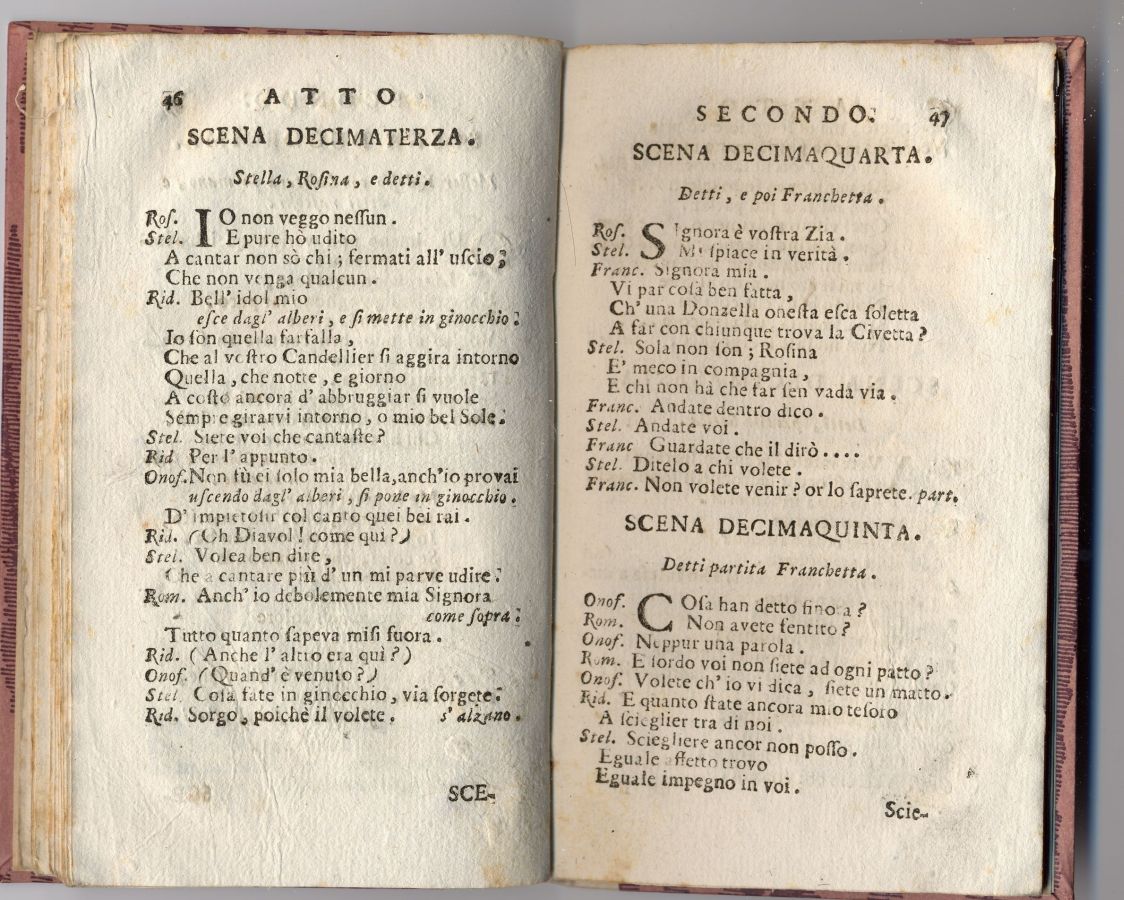 46 ATTO
SCENA DECIMATERZA.
Stella, Roſina, e detti.
Roſ. IO non veggo neſſun.
Stel. E pure hò udito
A cantar non sò chi; fermati all' uſcio;
Che non venga qualcun.
Rid. Bell' idol mio
eſce dagl' alberi, e ſi mette in ginocchio.
Io ſòn quella farfalla,
Che al voſtro Candellier ſi aggira intorno
Quella, che notte, e giorno
A coſto ancora d' abbruggiar ſi vuole
Sempre girarvi intorno, o mio bel Sole.
Stel. Siete voi che cantaſte?
Rid Per l' appunto.
Onof. Non fù ei ſolo mia bella, anch' io provai
uſcendo dagl' alberi, ſi pone in ginocchio.
D' impietoſir col canto quei bei rai.
Rid. (Oh Diavol! come quì?)
Stel. Volea ben dire,
Che a cantare più d' un mi parve udire.
Rom. Anch' io debolemente mia Signora
come ſopra.
Tutto quanto ſapeva miſi fuora.
Rid. (Anche l' altro era quì?)
Onof. (Quand' è venuto?)
Stel. Coſa fate in ginocchio, via ſorgete.
Rid. Sorgo, poichè il volete. s' alzano.
SCE-
SECONDO. 47
SCENA DECIMAQUARTA.
Detti, e poi Franchetta.
Roſ. SIgnora è voſtra Zia.
Stel. Mi ſpiace in verità.
Franc. Signora mia.
Vi par coſa ben fatta,
Ch' una Donzella oneſta eſca ſoletta
A far con chiunque trova la Civetta?
Stel. Sola non ſòn; Roſina
E' meco in compagnia,
E chi non hà che far ſen vada via.
Franc. Andate dentro dico.
Stel. Andate voi.
Franc Guardate che il dirò....
Stel. Ditelo a chi volete.
Franc. Non volete venir? or lo ſaprete. part.
SCENA DECIMAQUINTA.
Detti partita Franchetta.
Onof. COſa han detto finora?
Rom. Non avete ſentito?
Onof. Neppur una parola.
Rom. E ſordo voi non ſiete ad ogni patto?
Onof. Volete ch' io vi dica, ſiete un matto.
Rid. E quanto ſtate ancora mio teſoro
A ſcieglier tra di noi.
Stel. Sciegliere ancor non poſſo.
Eguale affetto trovo
Eguale impegno in voi.
Scie-